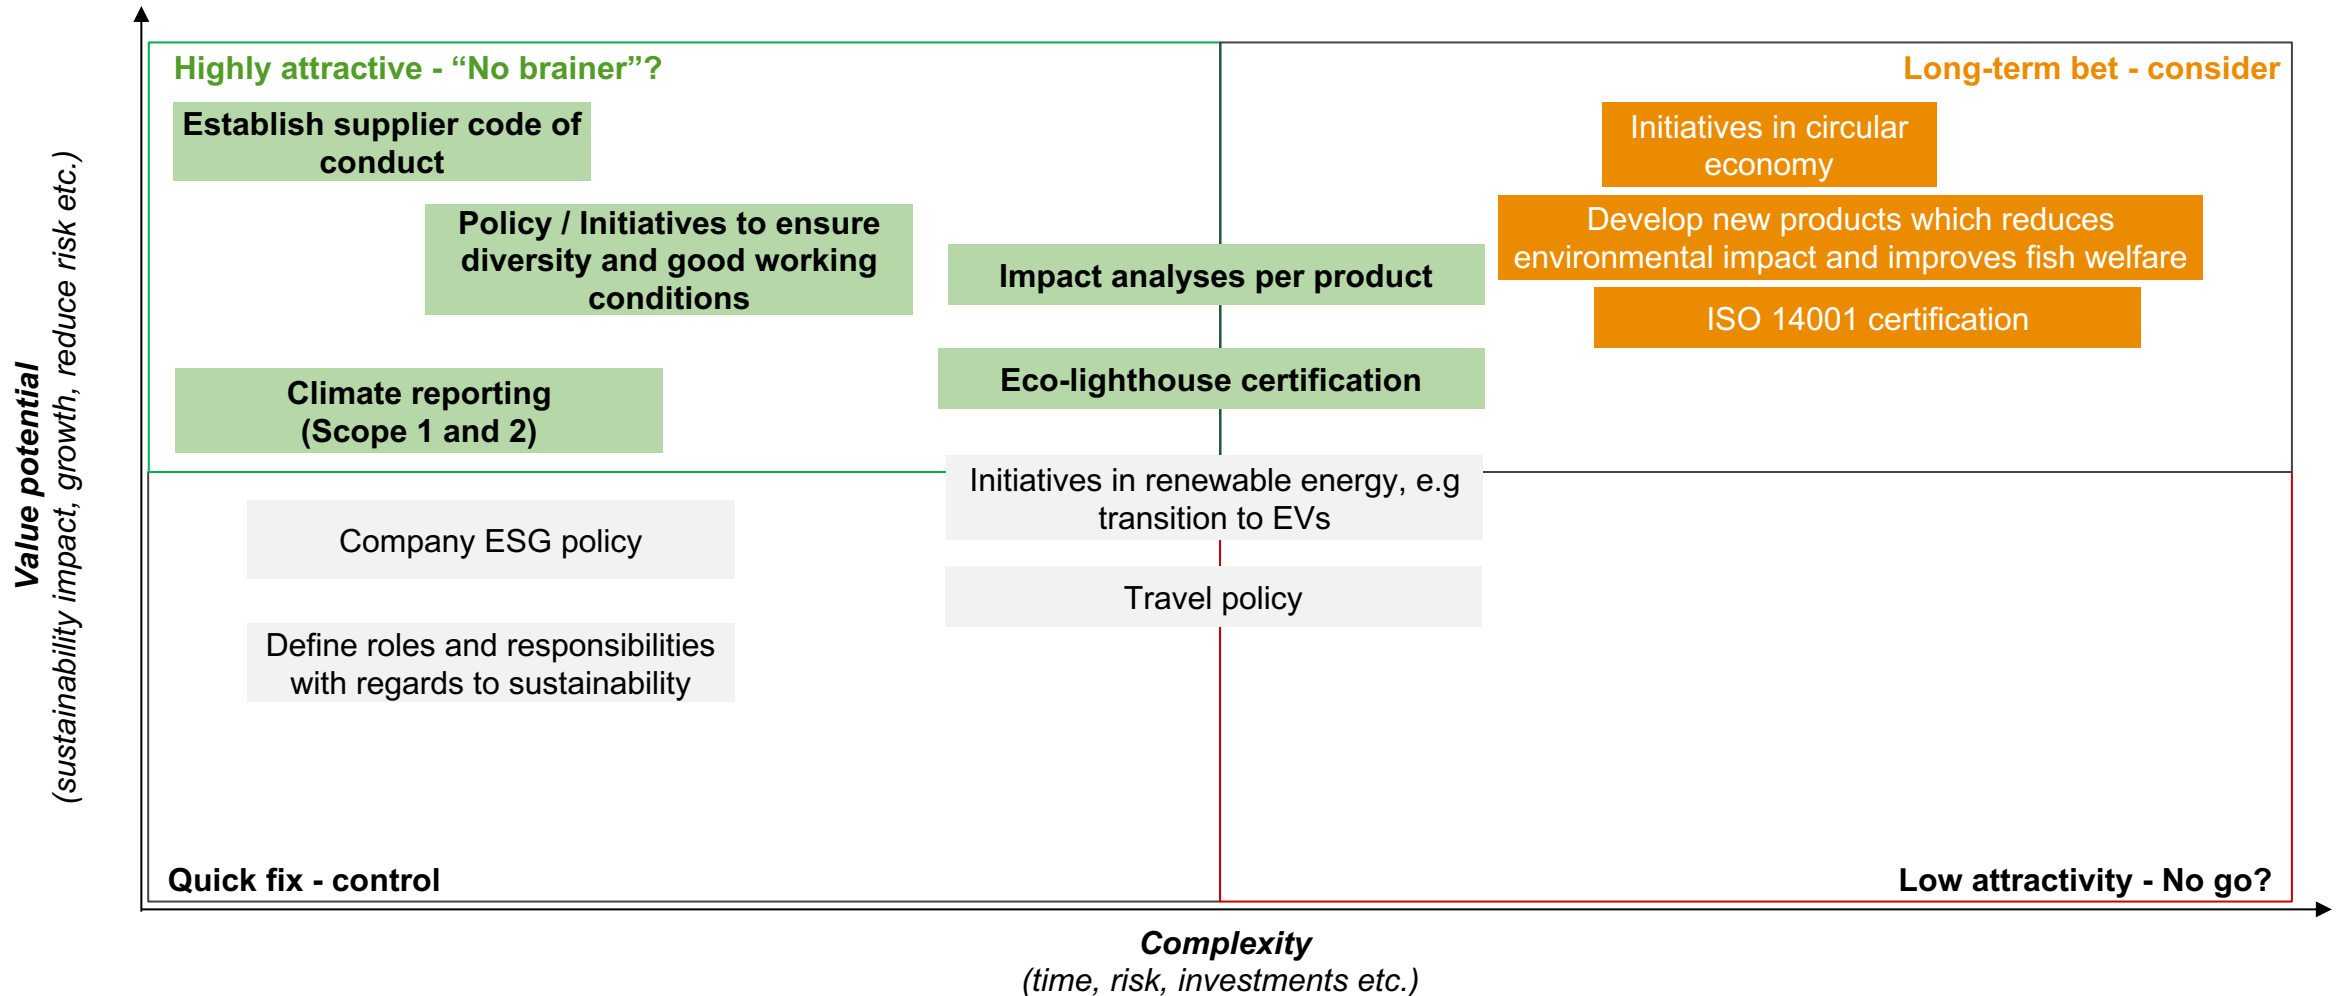 Highly attractive - “No brainer”?
Long-term bet - consider
Establish supplier code of
conduct
Policy / Initiatives to ensure
diversity and good working
conditions
Climate reporting
(Scope 1 and 2)
Impact analyses per product
Eco-lighthouse certification
Initiatives in circular
economy
Develop new products which reduces
environmental impact and improves fish welfare
ISO 14001 certification
Company ESG policy
Define roles and responsibilities
with regards to sustainability
Initiatives in renewable energy, e.g
transition to EVs
Travel policy
Quick fix - control
Low attractivity - No go?
Value potential
(sustainability impact, growth, reduce risk etc.)
Complexity
(time, risk, investments etc.)